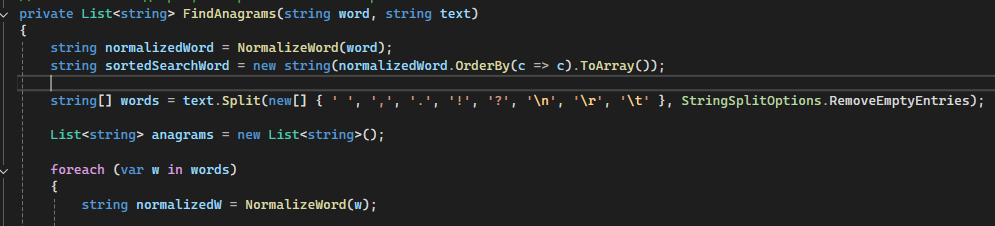 private List<string> FindAnagrams(string word, string text)
{
string normalizedWord = NormalizeWord(word);
string sortedSearchWord = new string(normalizedWord.OrderBy(c => c).ToArray());
string[] words = text.Split(new[] { ' ', ',', '.', '!', '?', '\n', '\r', '\t' }, StringSplitOptions.RemoveEmptyEntries);
List<string> anagrams = new List<string>();
foreach (var w in words)
{
string normalizedW = NormalizeWord(w);